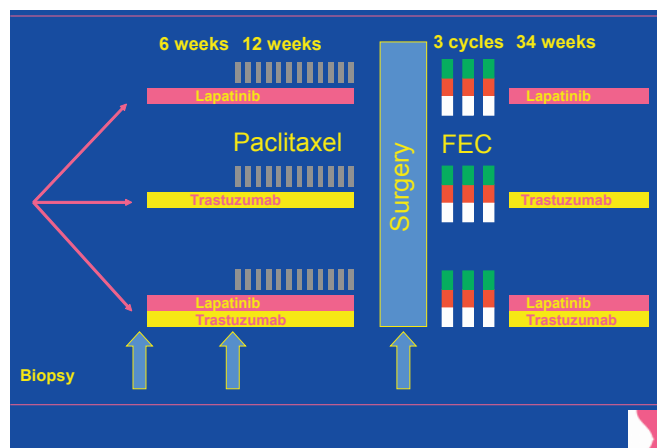 6 weeks 12 weeks 3 cycles 34 weeks
Lapatinib Lapatinib
Paclitaxel FEC
Surgery
Trastuzumab Trastuzumab
Lapatinib Lapatinib
Trastuzumab Trastuzumab
Biopsy